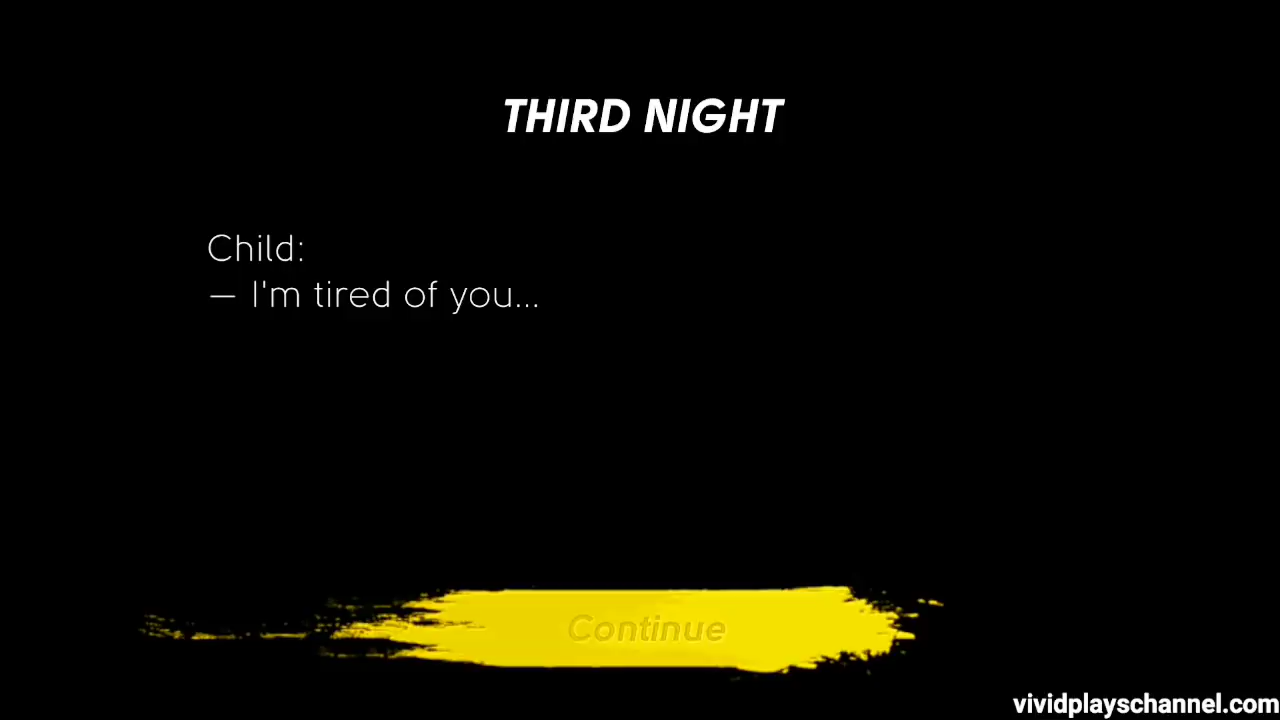 THIRD NIGHT
Child:
— I'm tired of you...
Continue
vividplayschannel.com